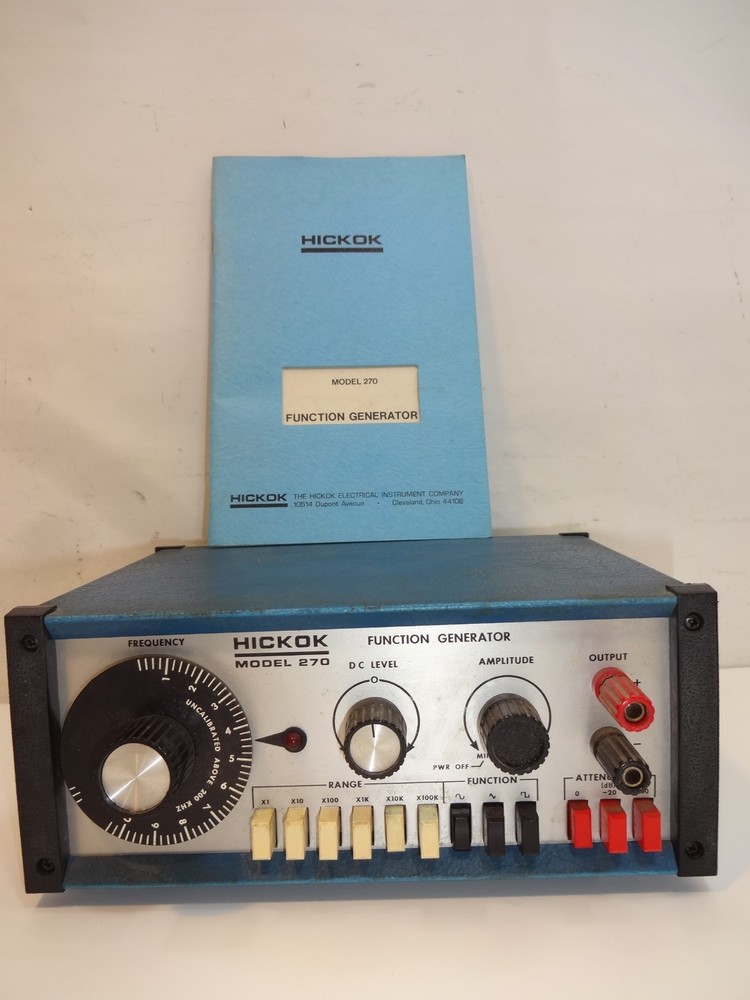 HICKOK
MODEL 270
FUNCTION GENERATOR
HICKOK THE HICKOK ELECTRICAL INSTRUMENT COMPANY
10514 Dupont Avenue · Cleveland, Ohio 44108
FREQUENCY
HICKOK
MODEL 270
FUNCTION GENERATOR
DC LEVEL
O
AMPLITUDE
OUTPUT
+
−
1 2 3 4 5 6 7 8 9
UNCALIBRATED ABOVE 200 KHZ
PWR OFF
RANGE
FUNCTION
X1 X10 X100 X1K X10K X100K
0 -20